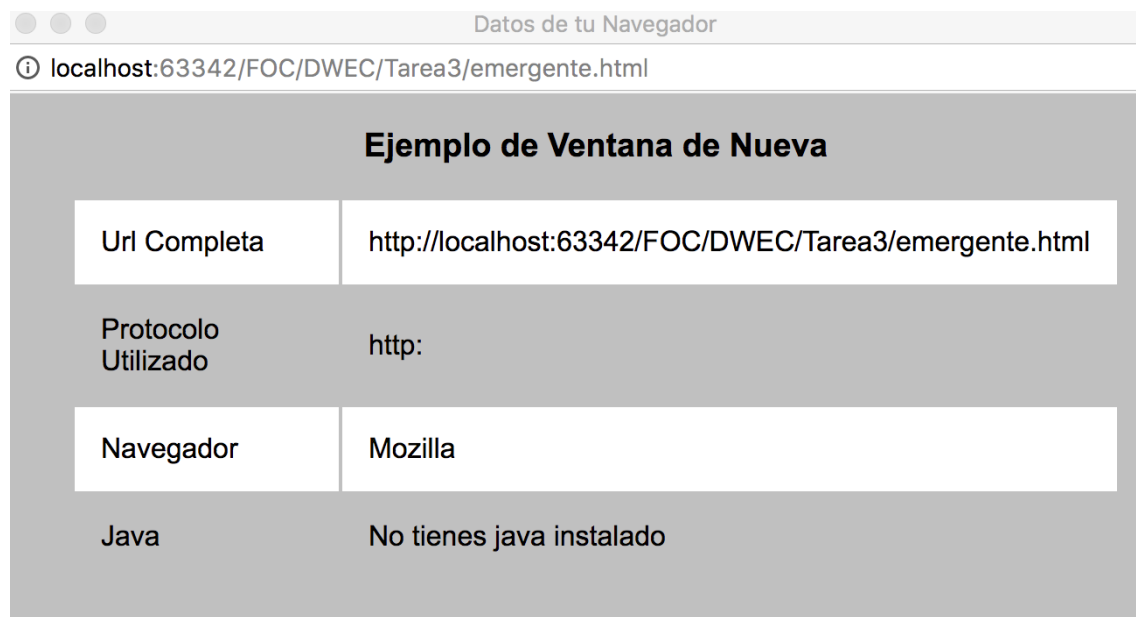 Datos de tu Navegador
localhost:63342/FOC/DWEC/Tarea3/emergente.html
Ejemplo de Ventana de Nueva
Url Completa
http://localhost:63342/FOC/DWEC/Tarea3/emergente.html
Protocolo
Utilizado
http:
Navegador
Mozilla
Java
No tienes java instalado